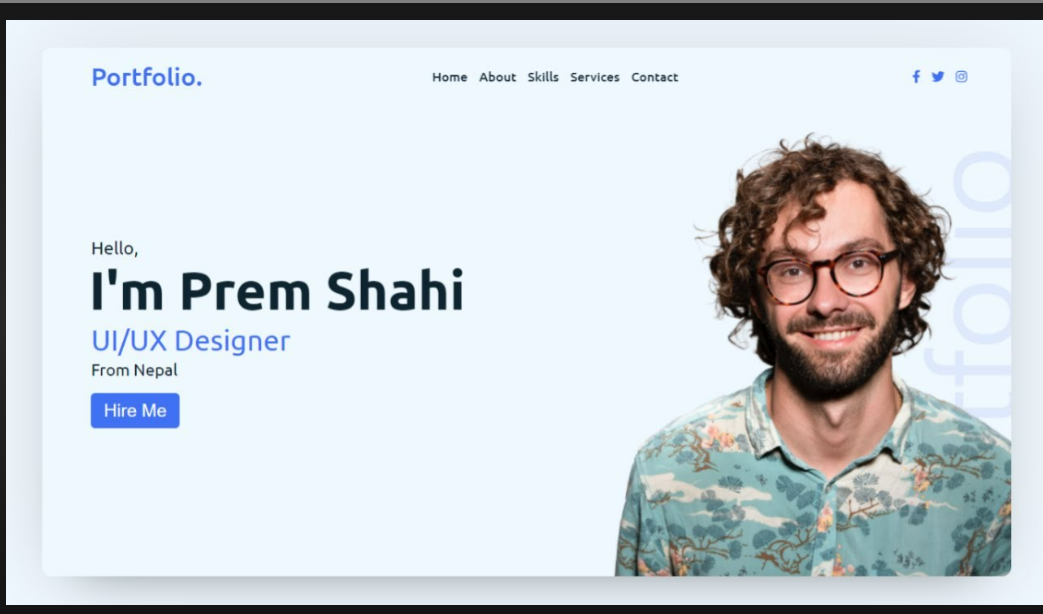 Portfolio.
Home About Skills Services Contact
Hello,
I'm Prem Shahi
UI/UX Designer
From Nepal
Hire Me
tfolio